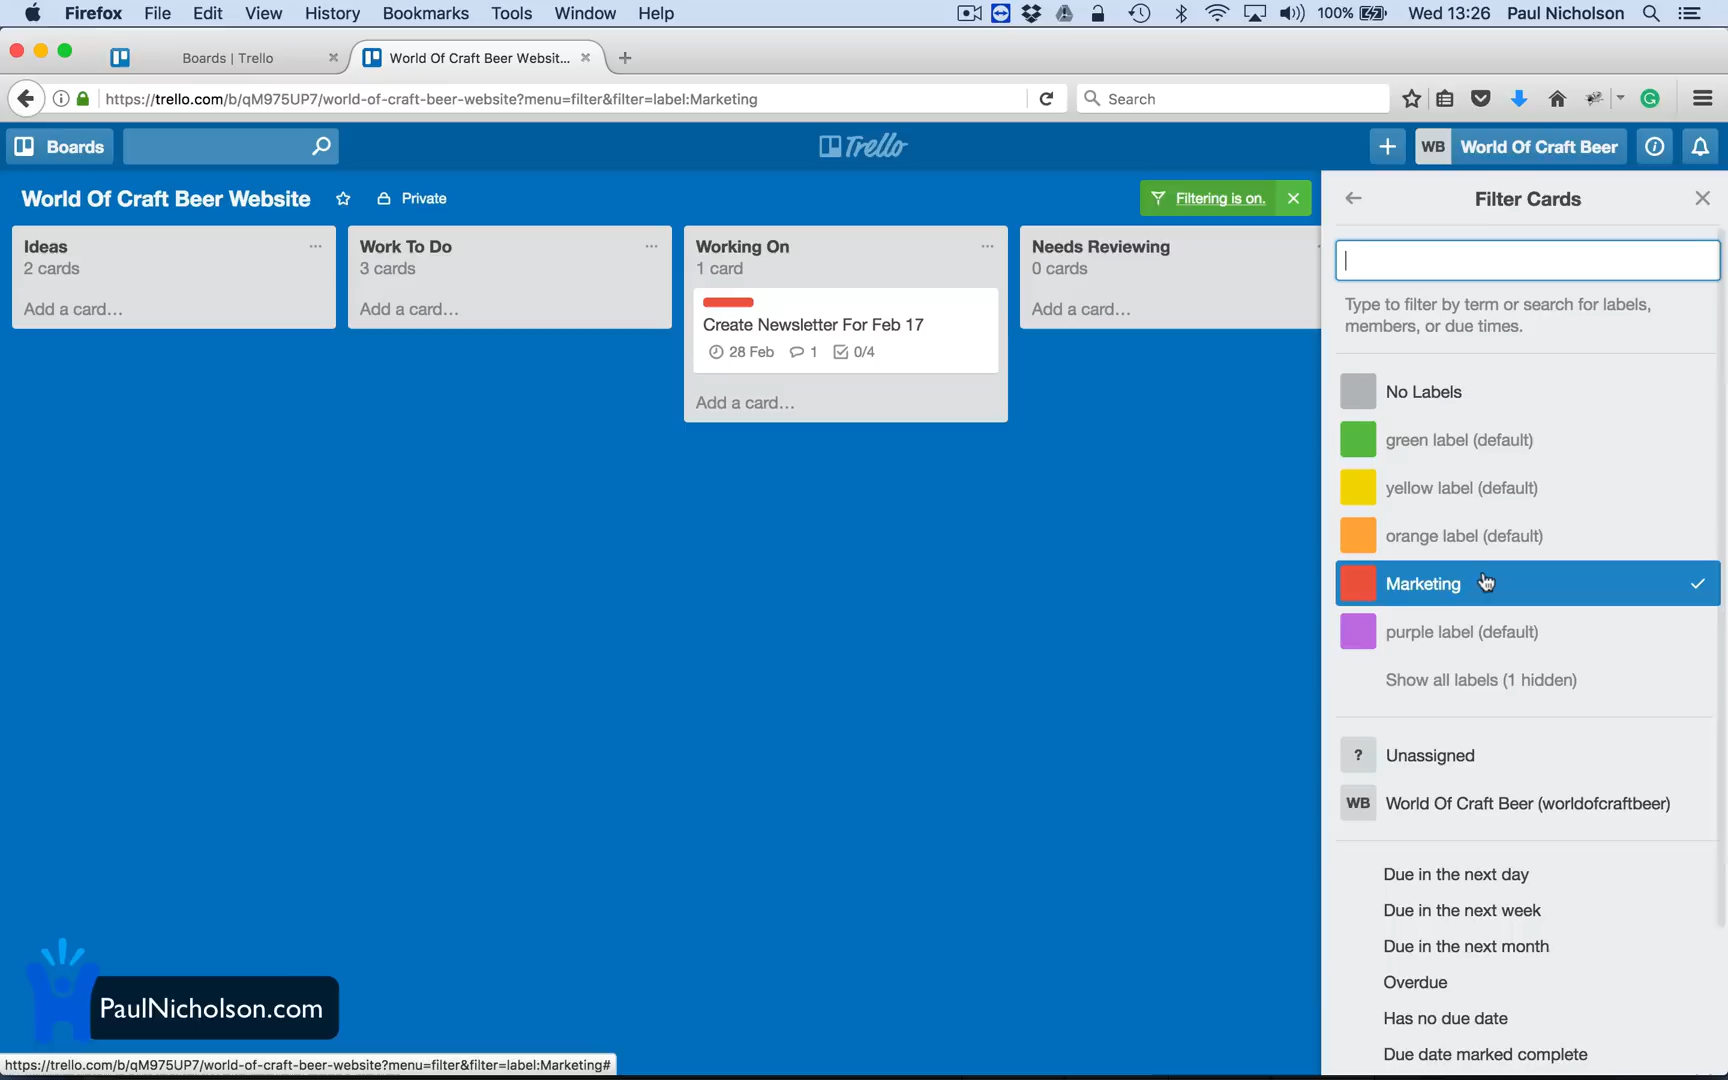 Firefox File Edit View History Bookmarks Tools Window Help 100% Wed 13:26 Paul Nicholson
Boards | Trello
World Of Craft Beer Websit...
https://trello.com/b/qM975UP7/world-of-craft-beer-website?menu=filter&filter=label:Marketing
Search
G
Boards
Trello
WB World Of Craft Beer
World Of Craft Beer Website
Private
Filtering is on.
Ideas
2 cards
Add a card…
Work To Do
3 cards
Add a card…
Working On
1 card
Create Newsletter For Feb 17
28 Feb 1 0/4
Add a card…
Needs Reviewing
0 cards
Add a card…
Filter Cards
Type to filter by term or search for labels,
members, or due times.
No Labels
green label (default)
yellow label (default)
orange label (default)
Marketing
purple label (default)
Show all labels (1 hidden)
? Unassigned
WB World Of Craft Beer (worldofcraftbeer)
Due in the next day
Due in the next week
Due in the next month
Overdue
Has no due date
Due date marked complete
PaulNicholson.com
https://trello.com/b/qM975UP7/world-of-craft-beer-website?menu=filter&filter=label:Marketing#